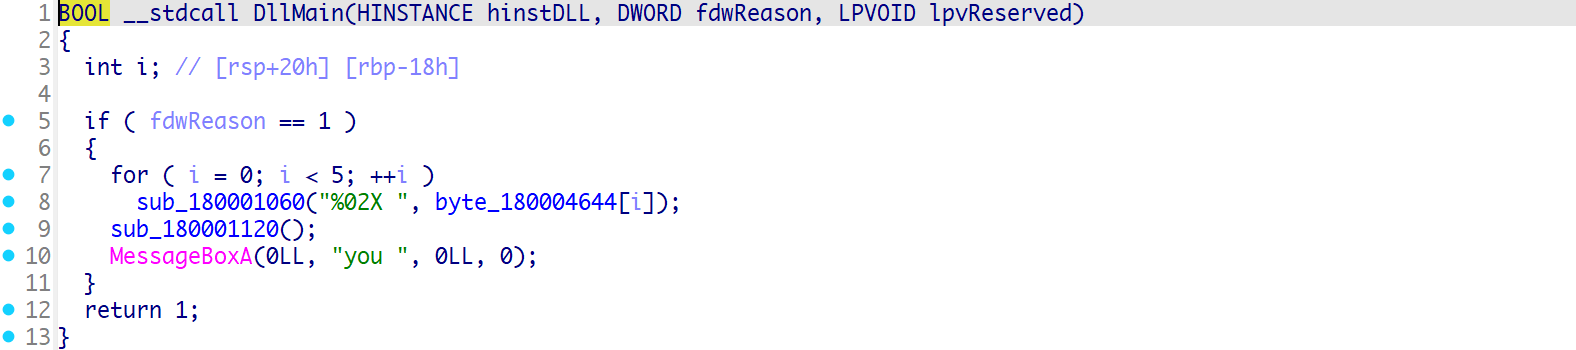 1 BOOL __stdcall DllMain(HINSTANCE hinstDLL, DWORD fdwReason, LPVOID lpvReserved)
2 {
3   int i; // [rsp+20h] [rbp-18h]
4
5   if ( fdwReason == 1 )
6   {
7     for ( i = 0; i < 5; ++i )
8       sub_180001060("%02X ", byte_180004644[i]);
9     sub_180001120();
10     MessageBoxA(0LL, "you ", 0LL, 0);
11   }
12   return 1;
13 }